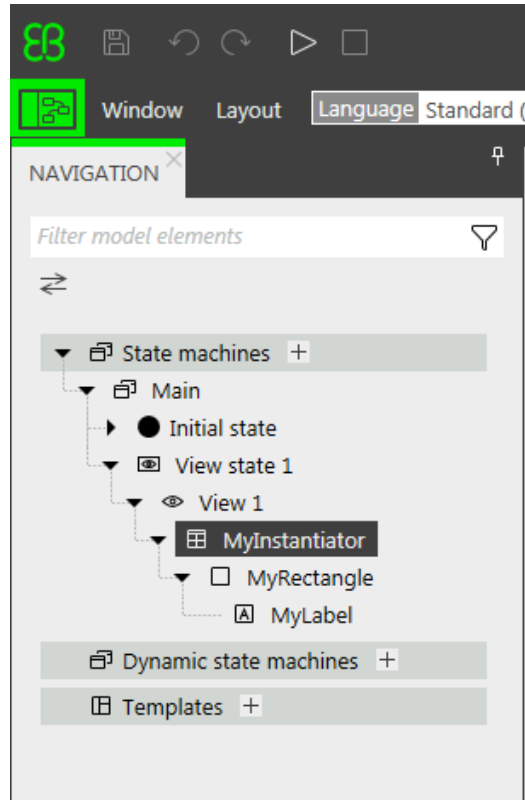 EB
Window Layout Language Standard (
NAVIGATION
Filter model elements
State machines
Main
Initial state
View state 1
View 1
MyInstantiator
MyRectangle
A MyLabel
Dynamic state machines
Templates